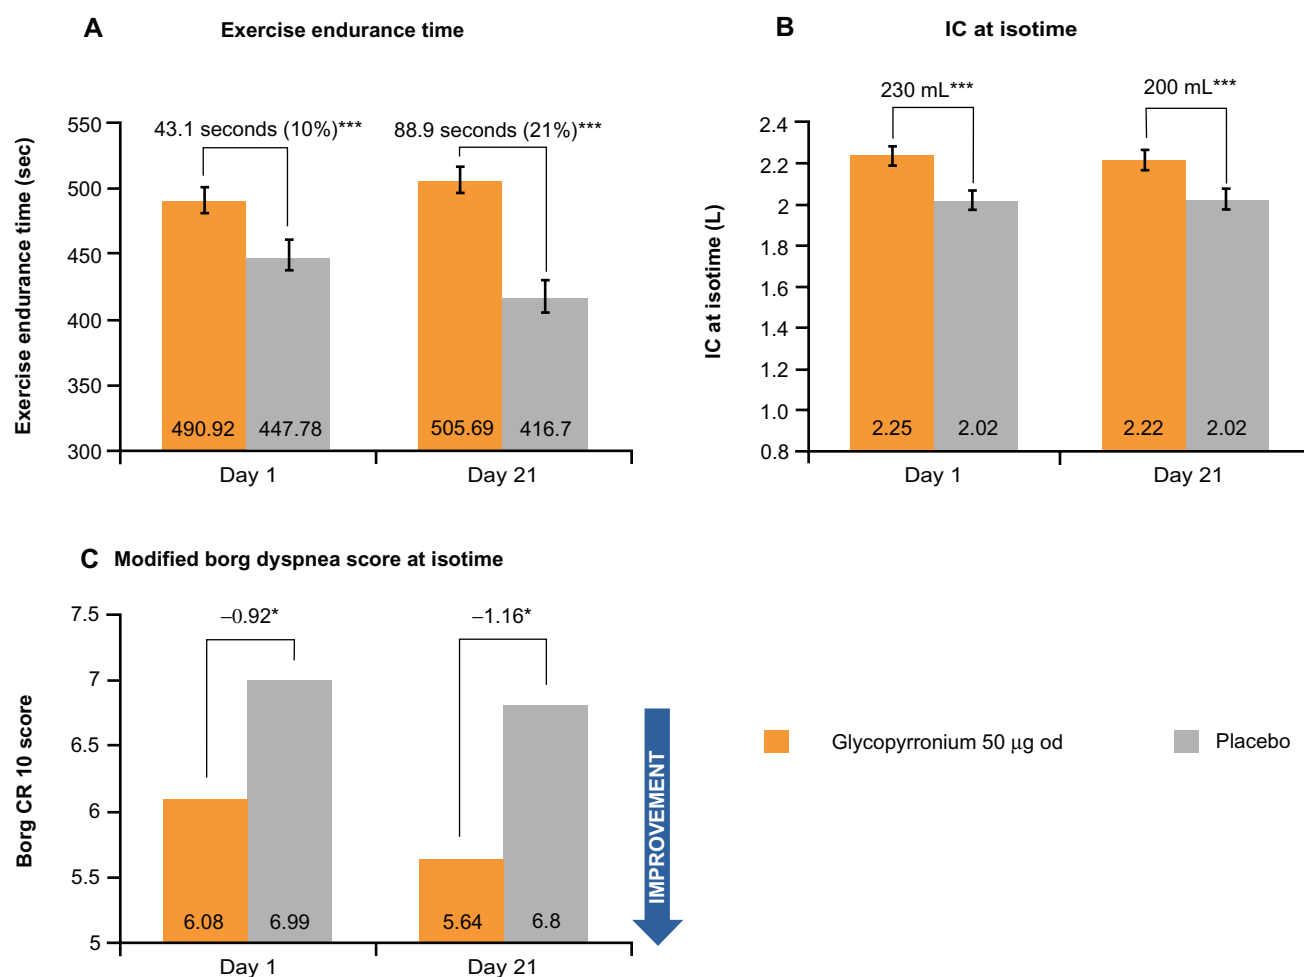 A Exercise endurance time
Exercise endurance time (sec)
550
500
450
400
350
300
43.1 seconds (10%)***
88.9 seconds (21%)***
490.92 447.78 505.69 416.7
Day 1 Day 21
B IC at isotime
IC at isotime (L)
2.4
2.2
2
1.8
1.6
1.4
1.2
1.0
0.8
230 mL***
200 mL***
2.25 2.02 2.22 2.02
Day 1 Day 21
C Modified borg dyspnea score at isotime
Borg CR 10 score
7.5
7
6.5
6
5.5
5
–0.92*
–1.16*
6.08 6.99 5.64 6.8
Day 1 Day 21
IMPROVEMENT
Glycopyrronium 50 μg od
Placebo